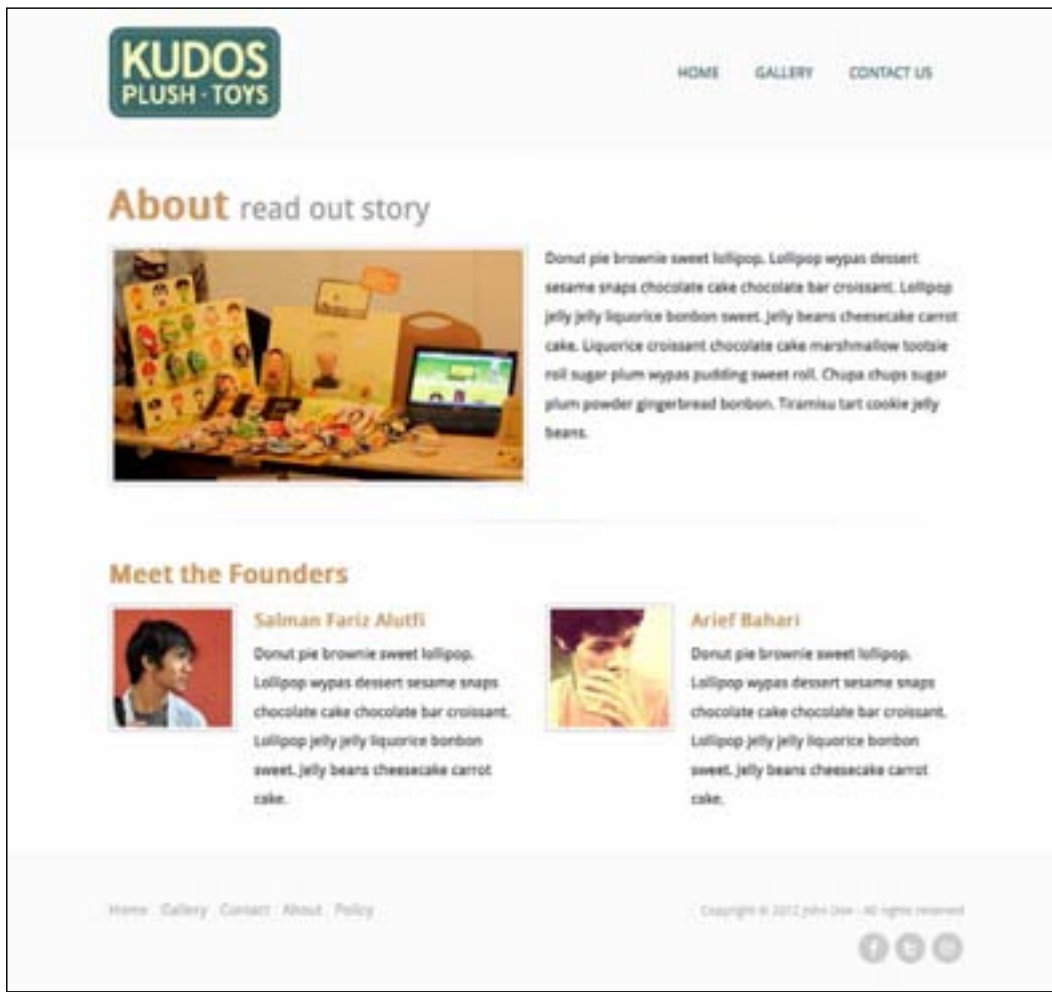 KUDOS
PLUSH · TOYS
HOME GALLERY CONTACT US
About read out story
Donut pie brownie sweet lollipop. Lollipop wypas dessert
sesame snaps chocolate cake chocolate bar croissant. Lollipop
jelly jelly liquorice bonbon sweet. Jelly beans cheesecake carrot
cake. Liquorice croissant chocolate cake marshmallow tootsie
roll sugar plum wypas pudding sweet roll. Chupa chups sugar
plum powder gingerbread bonbon. Tiramisu tart cookie jelly
beans.
Meet the Founders
Salman Fariz Alutfi
Donut pie brownie sweet lollipop.
Lollipop wypas dessert sesame snaps
chocolate cake chocolate bar croissant.
Lollipop jelly jelly liquorice bonbon
sweet. Jelly beans cheesecake carrot
cake.
Arief Bahari
Donut pie brownie sweet lollipop.
Lollipop wypas dessert sesame snaps
chocolate cake chocolate bar croissant.
Lollipop jelly jelly liquorice bonbon
sweet. Jelly beans cheesecake carrot
cake.
Home Gallery Contact About Policy
Copyright © 2012 John Doe - All rights reserved